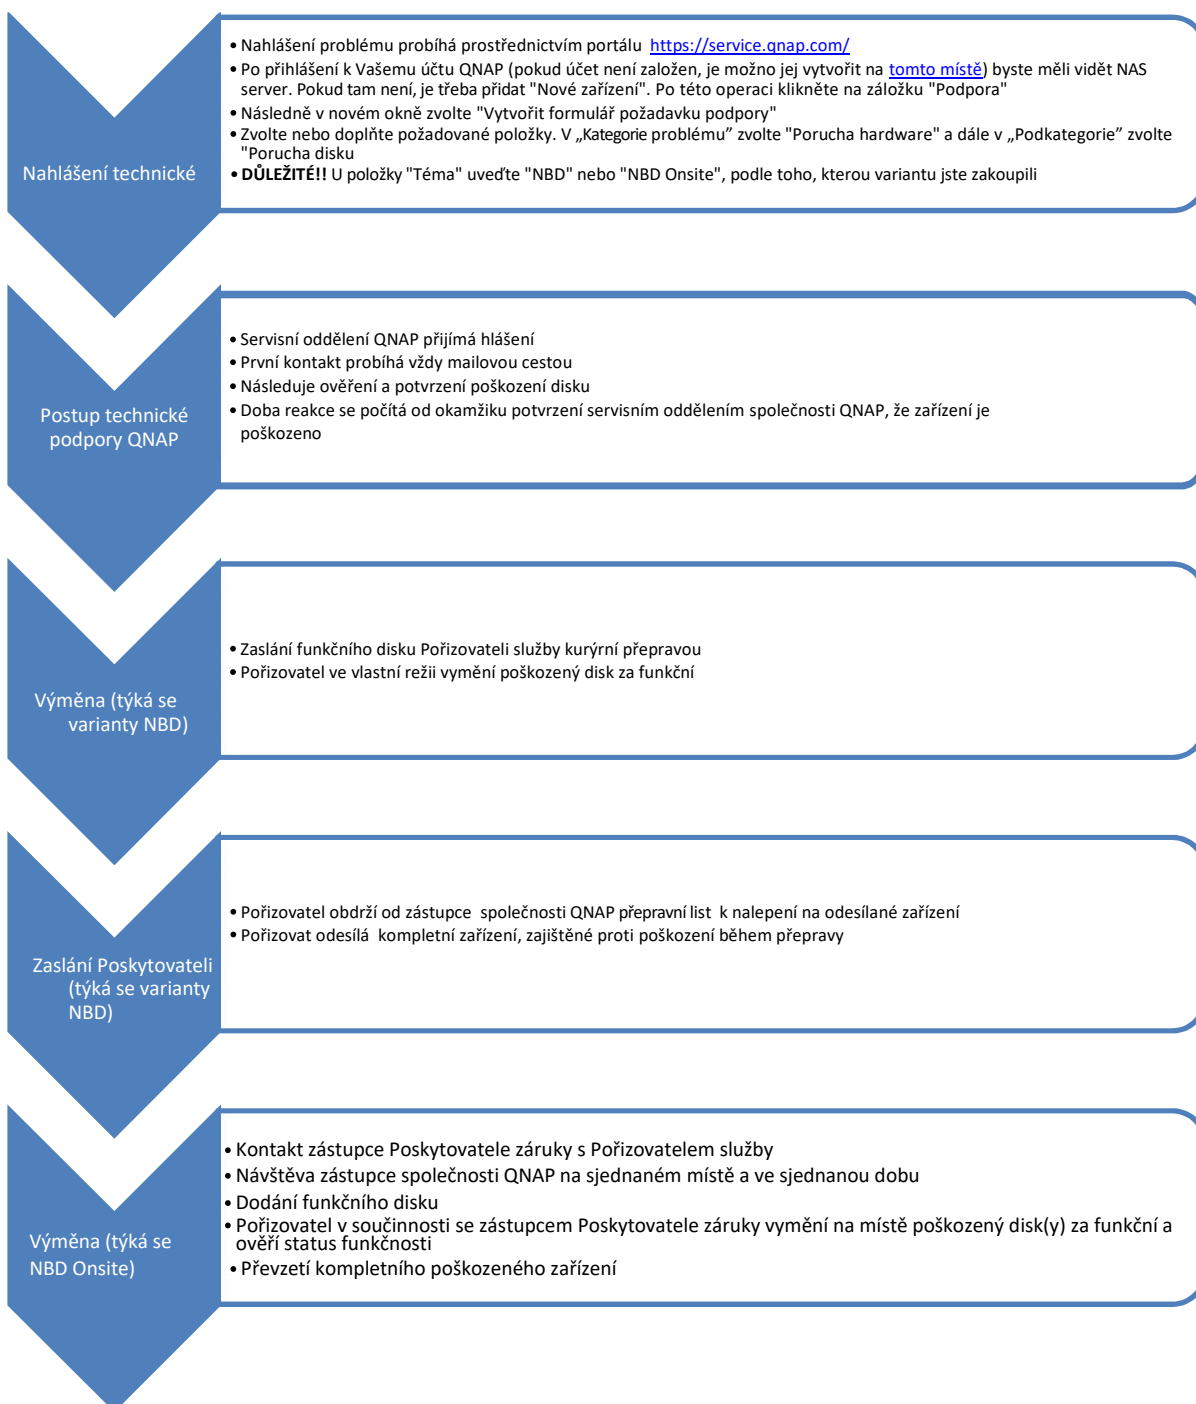 Nahlášení technické
• Nahlášení problému probíhá prostřednictvím portálu https://service.qnap.com/
• Po přihlášení k Vašemu účtu QNAP (pokud účet není založen, je možno jej vytvořit na tomto místě) byste měli vidět NAS
server. Pokud tam není, je třeba přidat "Nové zařízení". Po této operaci klikněte na záložku "Podpora"
• Následně v novém okně zvolte "Vytvořit formulář požadavku podpory"
• Zvolte nebo doplňte požadované položky. V „Kategorie problému” zvolte "Porucha hardware" a dále v „Podkategorie” zvolte
"Porucha disku
• DŮLEŽITÉ!! U položky "Téma" uveďte "NBD" nebo "NBD Onsite", podle toho, kterou variantu jste zakoupili
Postup technické
podpory QNAP
• Servisní oddělení QNAP přijímá hlášení
• První kontakt probíhá vždy mailovou cestou
• Následuje ověření a potvrzení poškození disku
• Doba reakce se počítá od okamžiku potvrzení servisním oddělením společnosti QNAP, že zařízení je
poškozeno
Výměna (týká se
varianty NBD)
• Zaslání funkčního disku Pořizovateli služby kurýrní přepravou
• Pořizovatel ve vlastní režii vymění poškozený disk za funkční
Zaslání Poskytovateli
(týká se varianty
NBD)
• Pořizovatel obdrží od zástupce společnosti QNAP přepravní list k nalepení na odesílané zařízení
• Pořizovat odesílá kompletní zařízení, zajištěné proti poškození během přepravy
Výměna (týká se
NBD Onsite)
• Kontakt zástupce Poskytovatele záruky s Pořizovatelem služby
• Návštěva zástupce společnosti QNAP na sjednaném místě a ve sjednanou dobu
• Dodání funkčního disku
• Pořizovatel v součinnosti se zástupcem Poskytovatele záruky vymění na místě poškozený disk(y) za funkční a
ověří status funkčnosti
• Převzetí kompletního poškozeného zařízení